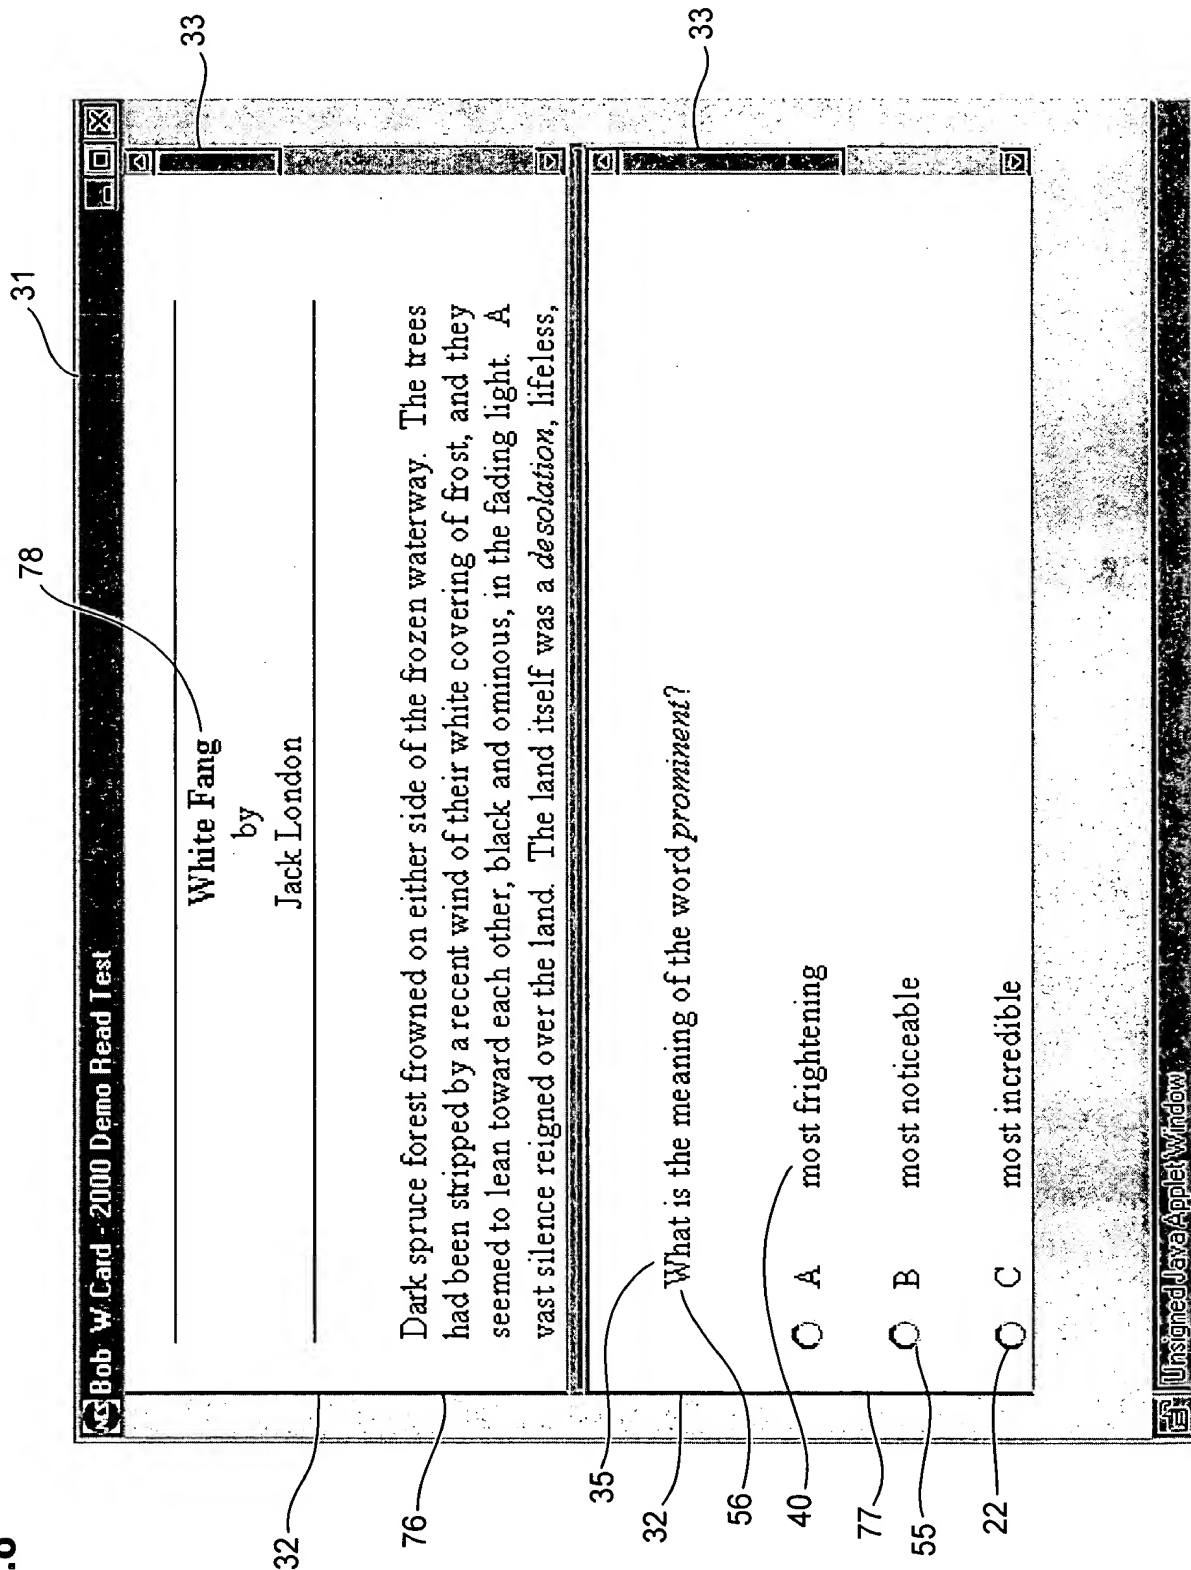 Bob W. Card - 2000 Demo Read Test
White Fang
by
Jack London
Dark spruce forest frowned on either side of the frozen waterway. The trees
had been stripped by a recent wind of their white covering of frost, and they
seemed to lean toward each other, black and ominous, in the fading light. A
vast silence reigned over the land. The land itself was a desolation, lifeless,
What is the meaning of the word prominent?
A most frightening
B most noticeable
C most incredible
Unsigned Java Applet Window
78
31
33
33
32
76
35
32
56
40
77
55
22